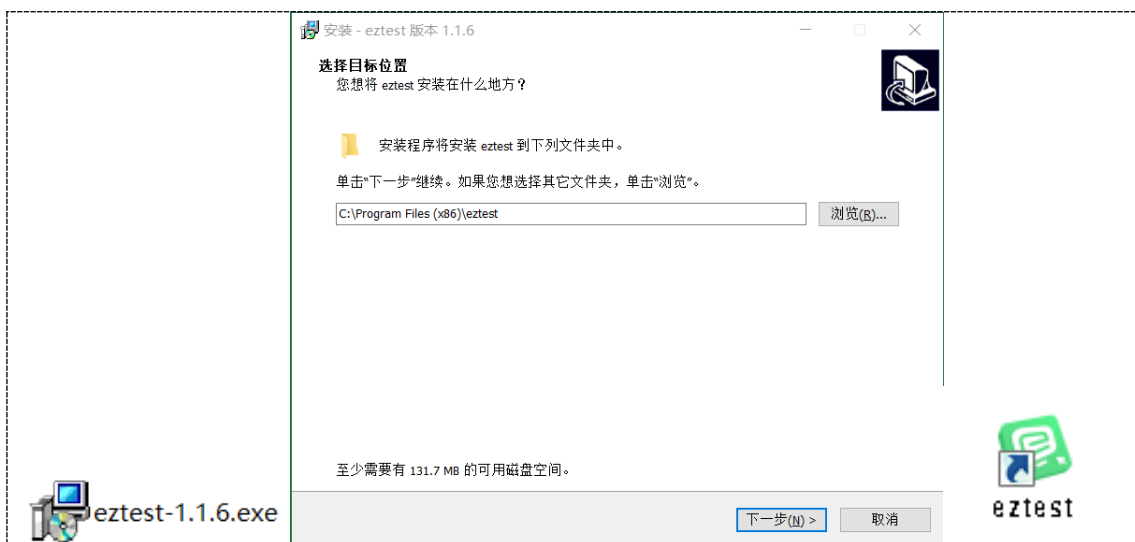 安装 - eztest 版本 1.1.6
选择目标位置
您想将 eztest 安装在什么地方？
安装程序将安装 eztest 到下列文件夹中。
单击“下一步”继续。如果您想选择其它文件夹，单击“浏览”。
C:\Program Files (x86)\eztest
浏览(R)...
至少需要有 131.7 MB 的可用磁盘空间。
eztest-1.1.6.exe
下一步(N) >
取消
eztest